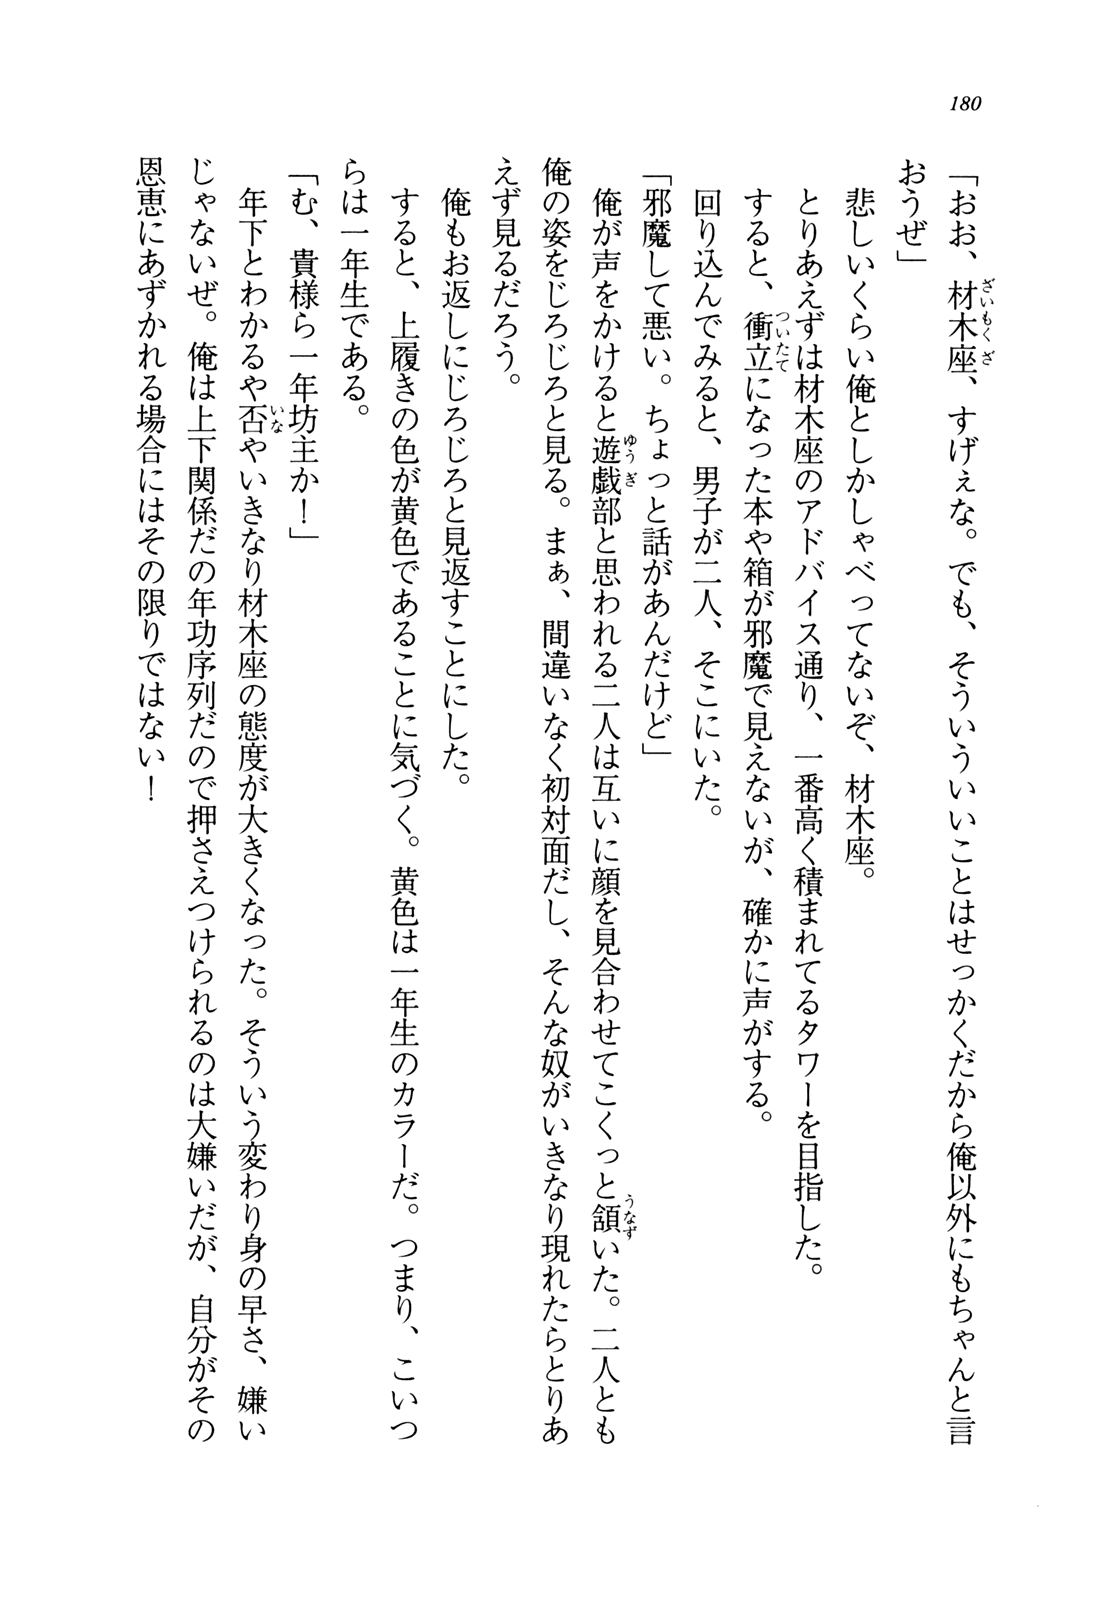 180
「おお、材木座、すげぇな。でも、そういういいことはせっかくだから俺以外にもちゃんと言
おうぜ」
悲しいくらい俺としかしゃべってないぞ、材木座。
とりあえずは材木座のアドバイス通り、一番高く積まれてるタワーを目指した。
すると、衝立になった本や箱が邪魔で見えないが、確かに声がする。
回り込んでみると、男子が二人、そこにいた。
「邪魔して悪い。ちょっと話があんだけど」
俺が声をかけると遊戯部と思われる二人は互いに顔を見合わせてこくっと頷いた。二人とも
俺の姿をじろじろと見る。まぁ、間違いなく初対面だし、そんな奴がいきなり現れたらとりあ
えず見るだろう。
俺もお返しにじろじろと見返すことにした。
すると、上履きの色が黄色であることに気づく。黄色は一年生のカラーだ。つまり、こいつ
らは一年生である。
「む、貴様ら一年坊主か！」
年下とわかるや否やいきなり材木座の態度が大きくなった。そういう変わり身の早さ、嫌い
じゃないぜ。俺は上下関係だの年功序列だので押さえつけられるのは大嫌いだが、自分がその
恩恵にあずかれる場合にはその限りではない！